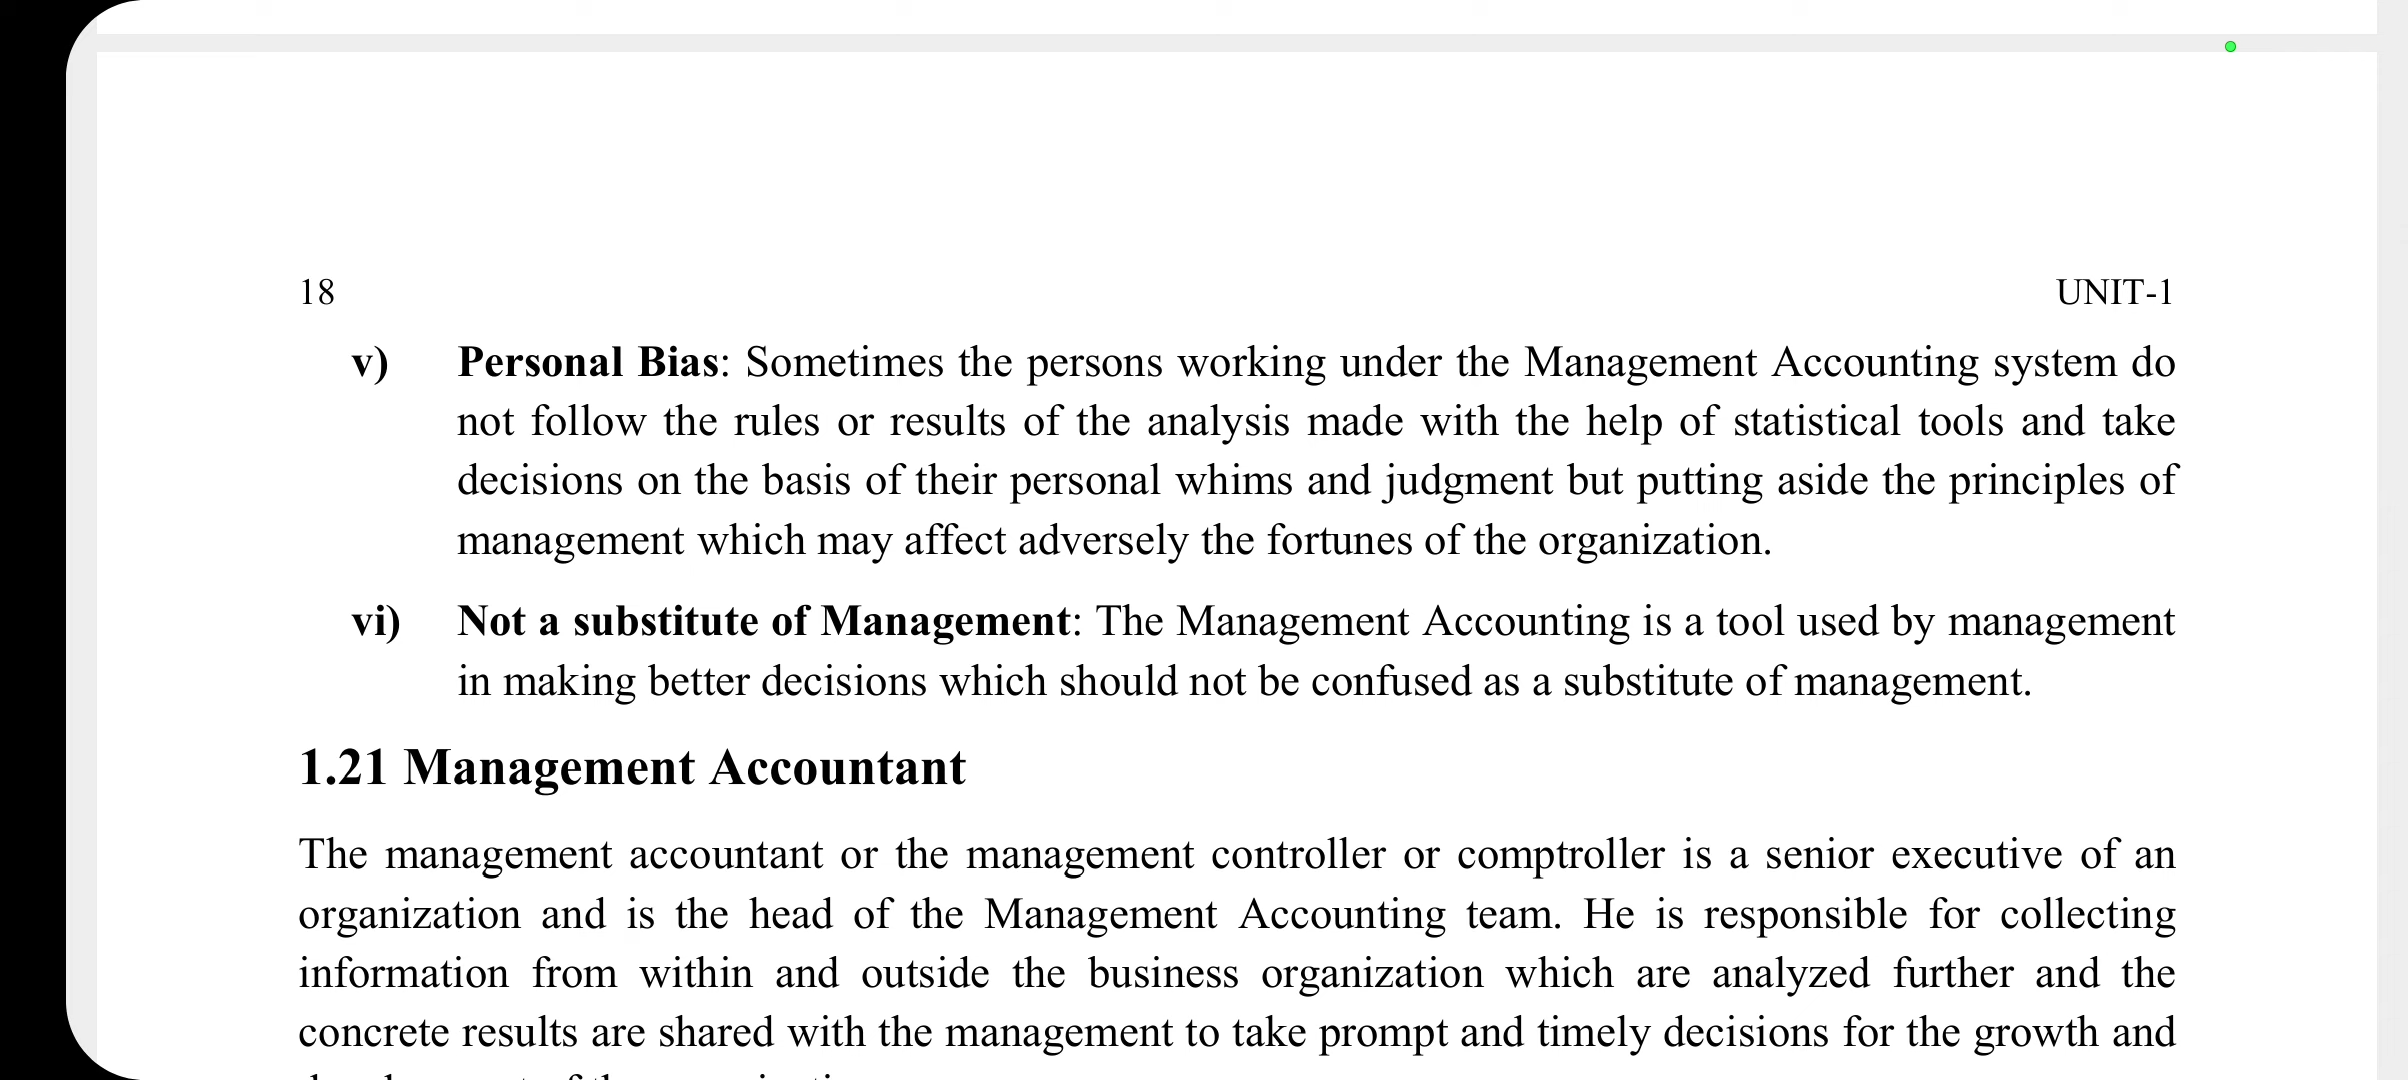 18 UNIT-1
v) Personal Bias: Sometimes the persons working under the Management Accounting system do
not follow the rules or results of the analysis made with the help of statistical tools and take
decisions on the basis of their personal whims and judgment but putting aside the principles of
management which may affect adversely the fortunes of the organization.
vi) Not a substitute of Management: The Management Accounting is a tool used by management
in making better decisions which should not be confused as a substitute of management.
1.21 Management Accountant
The management accountant or the management controller or comptroller is a senior executive of an
organization and is the head of the Management Accounting team. He is responsible for collecting
information from within and outside the business organization which are analyzed further and the
concrete results are shared with the management to take prompt and timely decisions for the growth and